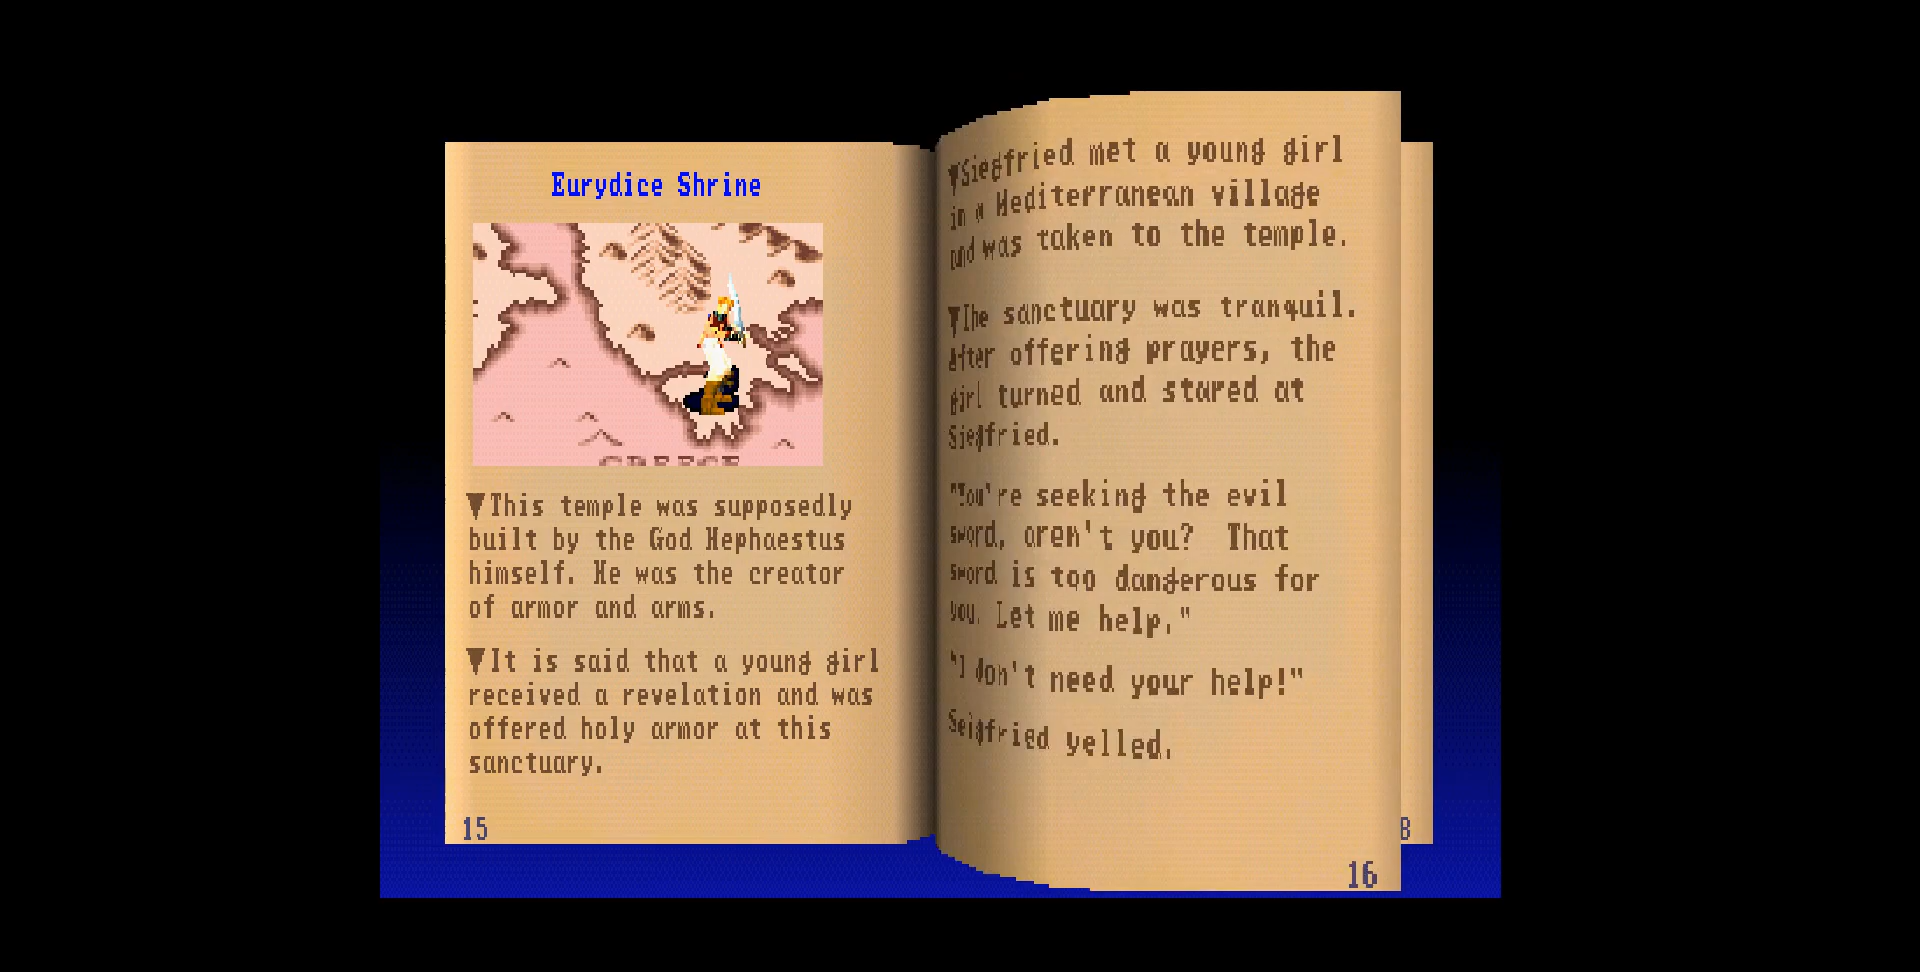 Eurydice Shrine
GREECE
▼This temple was supposedly
built by the God Hephaestus
himself. He was the creator
of armor and arms.
▼It is said that a young girl
received a revelation and was
offered holy armor at this
sanctuary.
15
▼Siegfried met a young girl
in a Mediterranean village
and was taken to the temple.
▼The sanctuary was tranquil.
After offering prayers, the
girl turned and stared at
Siegfried.
"You're seeking the evil
sword, aren't you? That
sword is too dangerous for
you. Let me help."
"I don't need your help!"
Seigfried yelled.
16
8